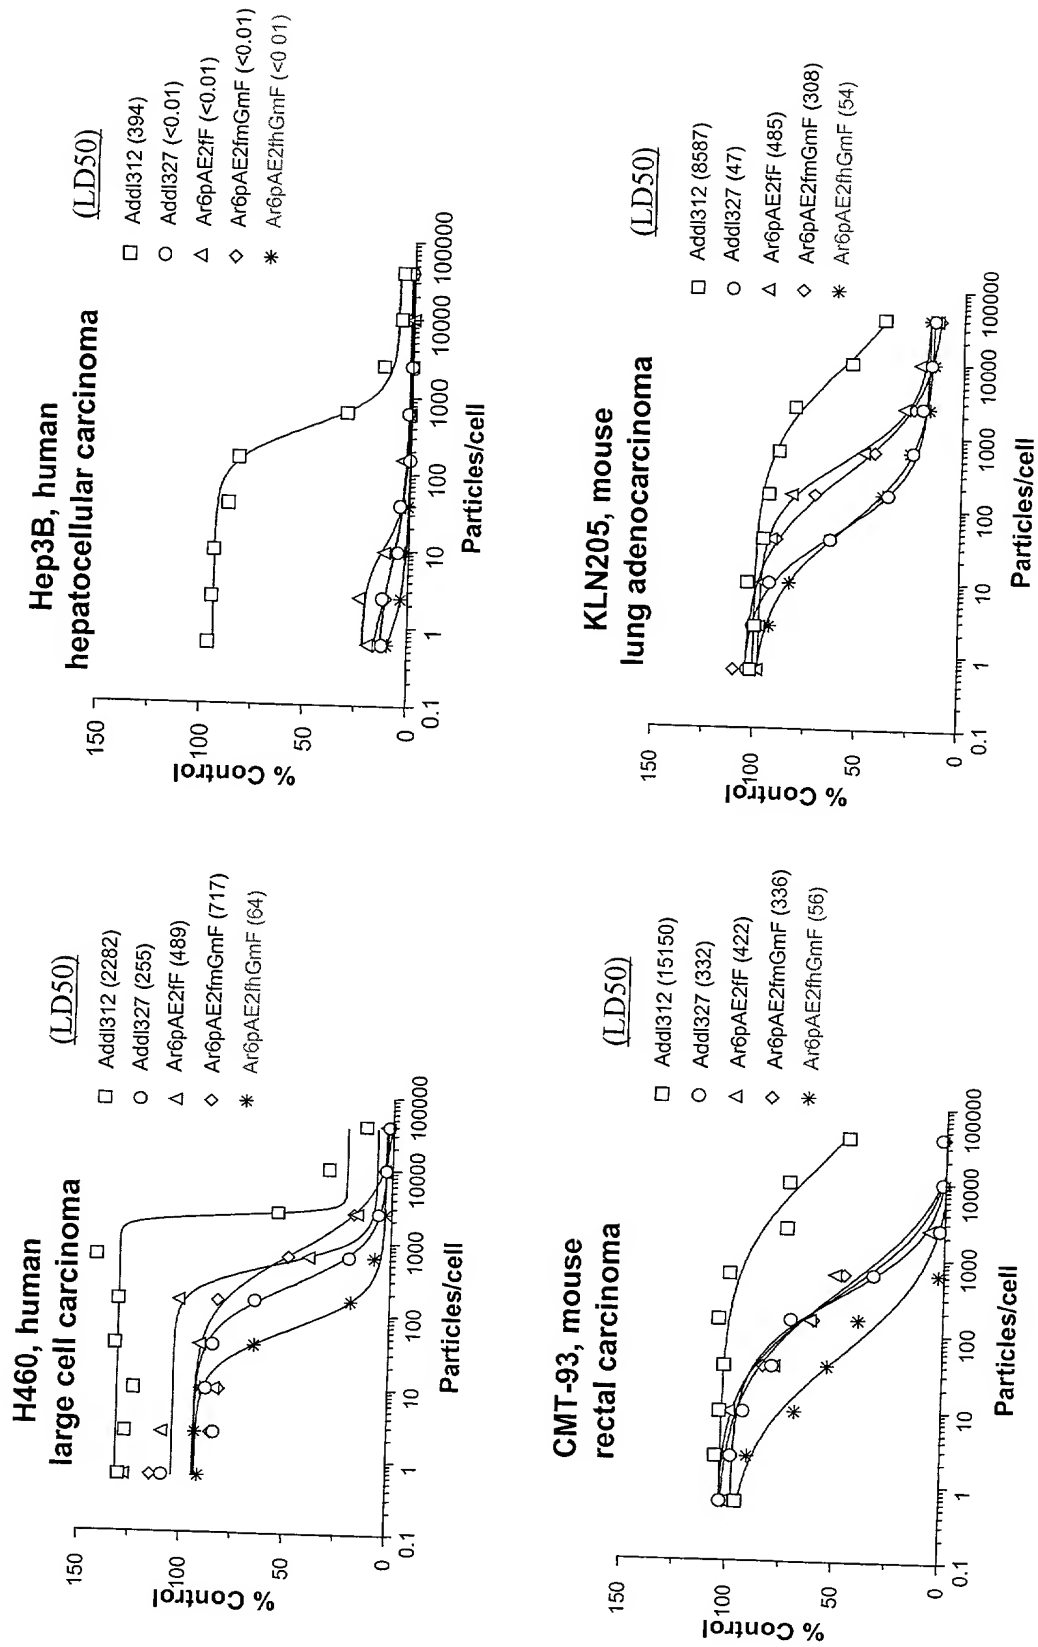 H460, human
large cell carcinoma
(LD50)
Addl312 (2282)
Addl327 (255)
Ar6pAE2fF (489)
Ar6pAE2fmGmF (717)
Ar6pAE2fhGmF (64)
150
100
50
0
% Control
0.1
1
10
100
1000
10000
100000
Particles/cell
Hep3B, human
hepatocellular carcinoma
(LD50)
Addl312 (394)
Addl327 (<0.01)
Ar6pAE2fF (<0.01)
Ar6pAE2fmGmF (<0.01)
Ar6pAE2fhGmF (<0 01)
150
100
50
0
% Control
0.1
1
10
100
1000
10000
100000
Particles/cell
CMT-93, mouse
rectal carcinoma
(LD50)
Addl312 (15150)
Addl327 (332)
Ar6pAE2fF (422)
Ar6pAE2fmGmF (336)
Ar6pAE2fhGmF (56)
150
100
50
0
% Control
0.1
1
10
100
1000
10000
100000
Particles/cell
KLN205, mouse
lung adenocarcinoma
(LD50)
Addl312 (8587)
Addl327 (47)
Ar6pAE2fF (485)
Ar6pAE2fmGmF (308)
Ar6pAE2fhGmF (54)
150
100
50
0
% Control
0.1
1
10
100
1000
10000
100000
Particles/cell